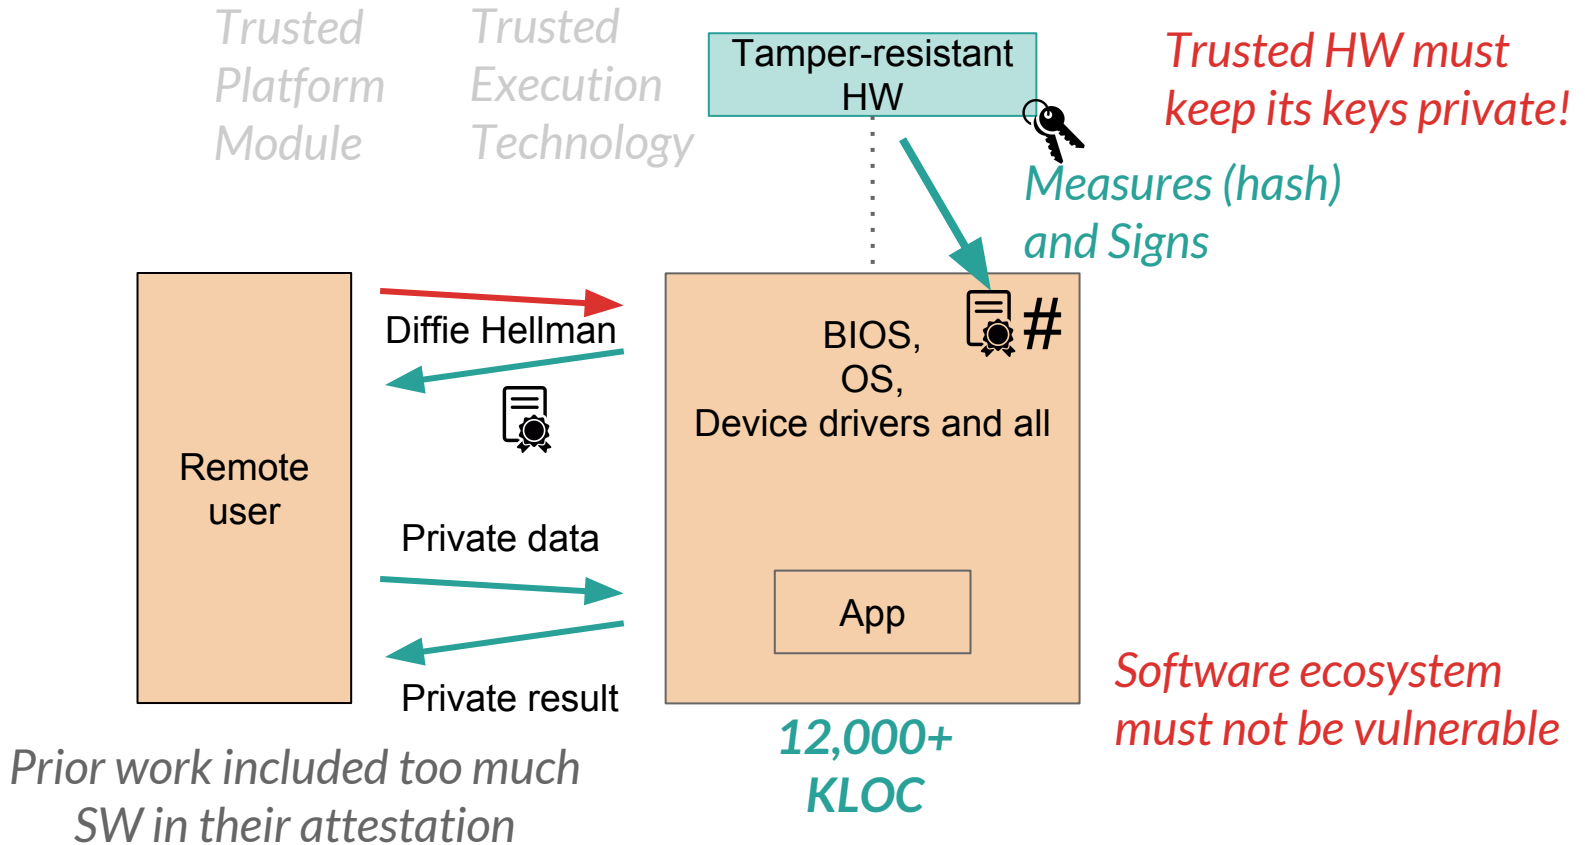 Trusted
Platform
Module
Trusted
Execution
Technology
Tamper-resistant
HW
Trusted HW must
keep its keys private!
Measures (hash)
and Signs
Diffie Hellman
#
BIOS,
OS,
Device drivers and all
Remote
user
Private data
App
Private result
Software ecosystem
must not be vulnerable
12,000+
KLOC
Prior work included too much
SW in their attestation